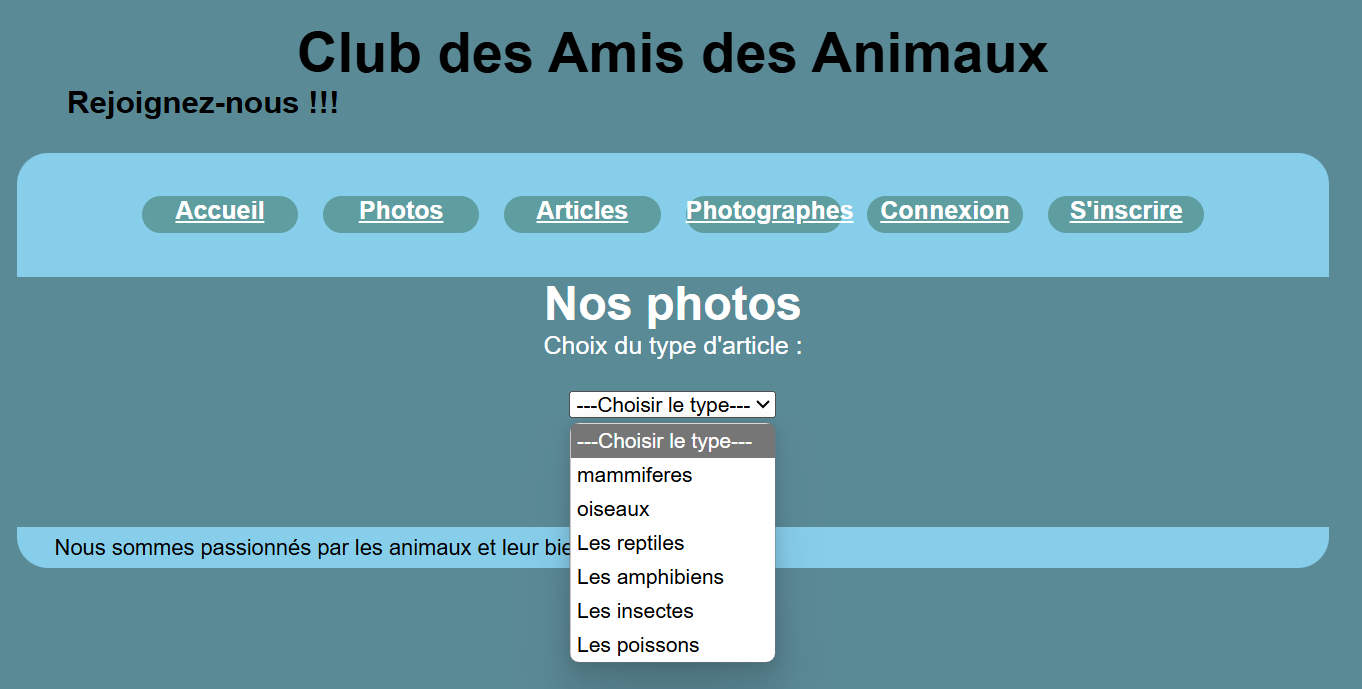 Club des Amis des Animaux
Rejoignez-nous !!!
Accueil Photos Articles Photographes Connexion S'inscrire
Nos photos
Choix du type d'article :
---Choisir le type---
---Choisir le type---
mammiferes
oiseaux
Les reptiles
Les amphibiens
Les insectes
Les poissons
Nous sommes passionnés par les animaux et leur